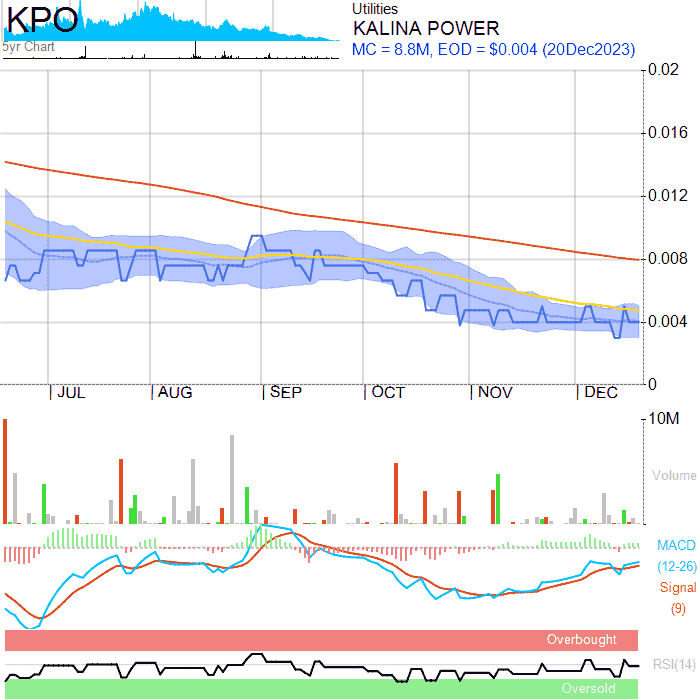 KPO
5yr Chart
Utilities
KALINA POWER
MC = 8.8M, EOD = $0.004 (20Dec2023)
0.02
0.016
0.012
0.008
0.004
0
JUL AUG SEP OCT NOV DEC
10M
Volume
MACD
(12-26)
Signal
(9)
Overbought
RSI(14)
Oversold